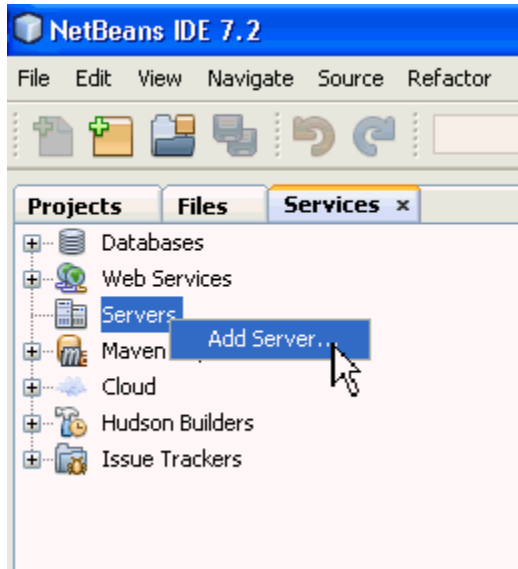 NetBeans IDE 7.2
File Edit View Navigate Source Refactor
Projects Files Services x
Databases
Web Services
Servers
Add Server...
Maven
Cloud
Hudson Builders
Issue Trackers